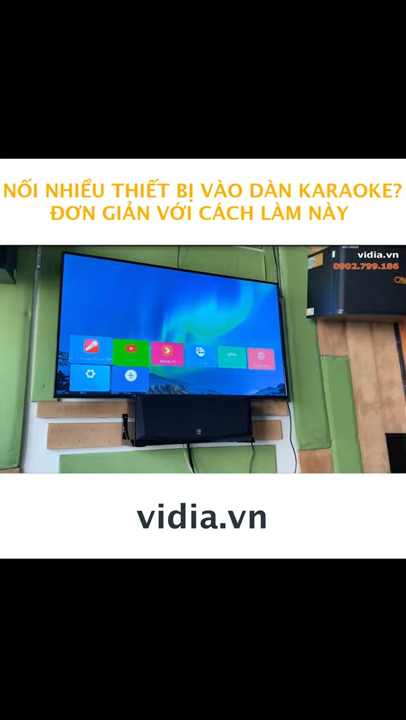 NỐI NHIỀU THIẾT BỊ VÀO DÀN KARAOKE?
ĐƠN GIẢN VỚI CÁCH LÀM NÀY
vidia.vn
0902.799.186
vidia.vn